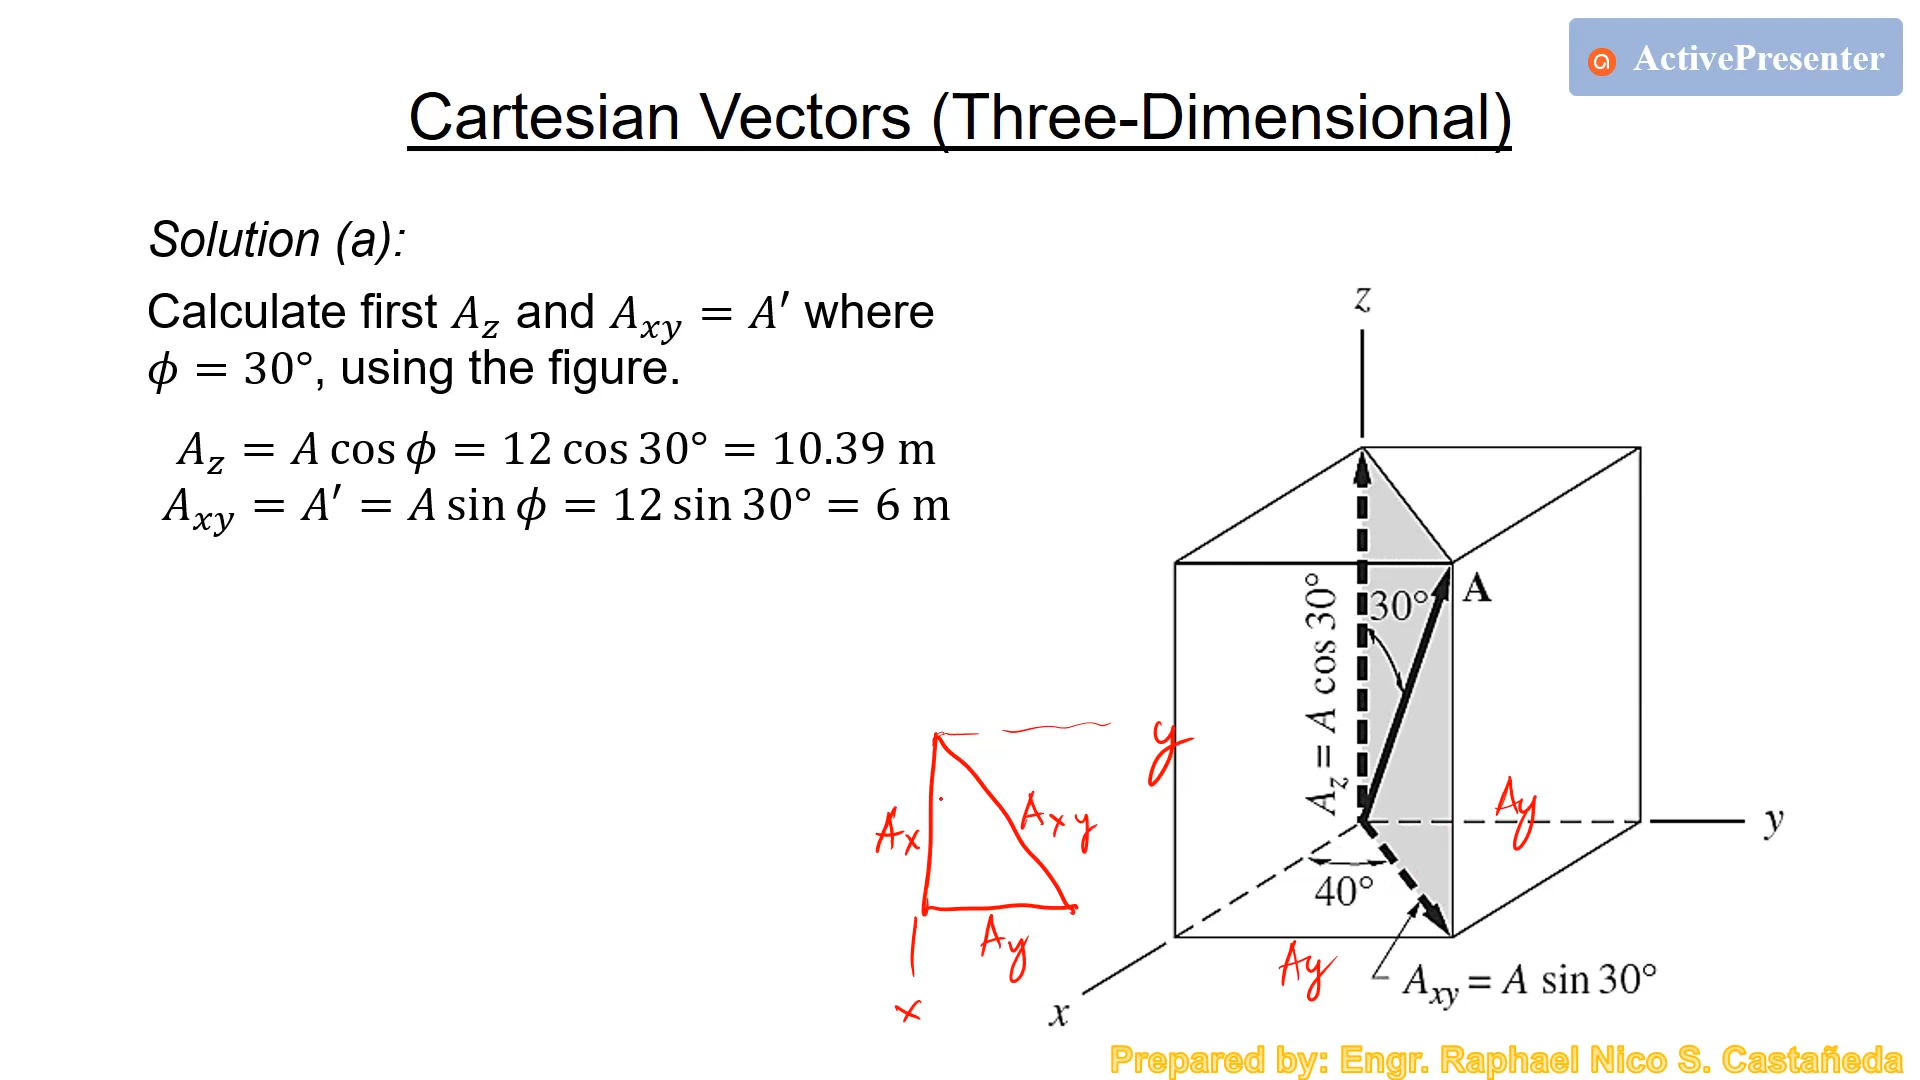 ActivePresenter
Cartesian Vectors (Three-Dimensional)
Solution (a):
Calculate first A_z and A_xy = A′ where
ϕ = 30°, using the figure.
A_z = A cos ϕ = 12 cos 30° = 10.39 m
A_xy = A′ = A sin ϕ = 12 sin 30° = 6 m
z
A
30°
A_z = A cos 30°
y
Ax
Axy
Ay
x
Ay
y
40°
Ay
A_xy = A sin 30°
x
Prepared by: Engr. Raphael Nico S. Castañeda